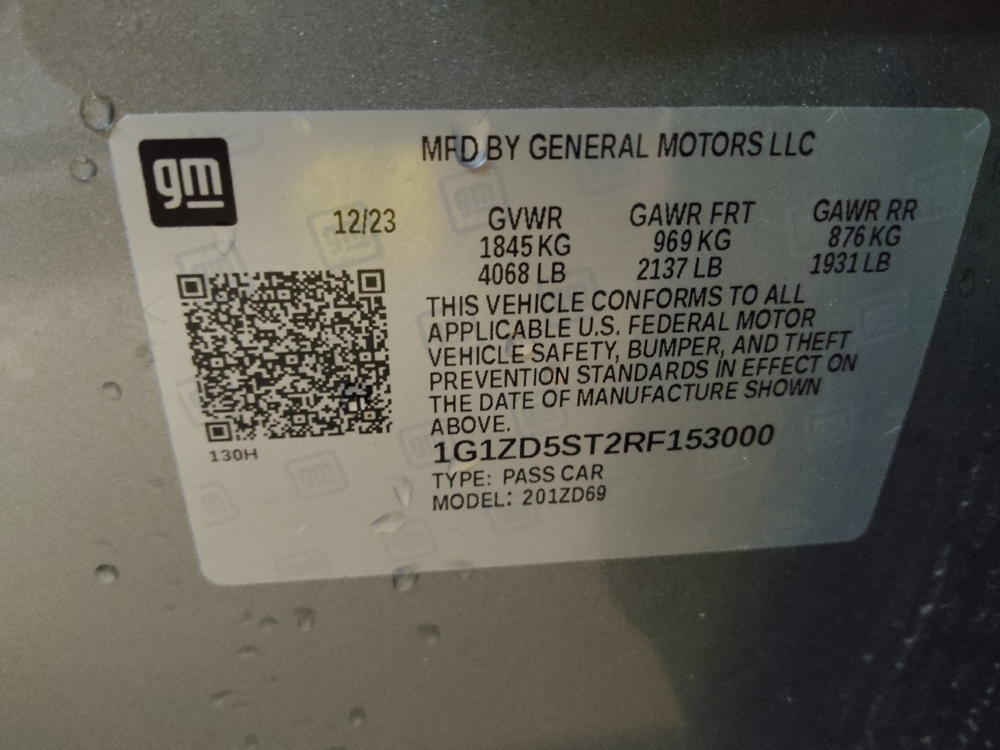 gm
MFD BY GENERAL MOTORS LLC
12/23 GVWR GAWR FRT GAWR RR
1845 KG 969 KG 876 KG
4068 LB 2137 LB 1931 LB
THIS VEHICLE CONFORMS TO ALL
APPLICABLE U.S. FEDERAL MOTOR
VEHICLE SAFETY, BUMPER, AND THEFT
PREVENTION STANDARDS IN EFFECT ON
THE DATE OF MANUFACTURE SHOWN
ABOVE.
130H
1G1ZD5ST2RF153000
TYPE: PASS CAR
MODEL: 201ZD69